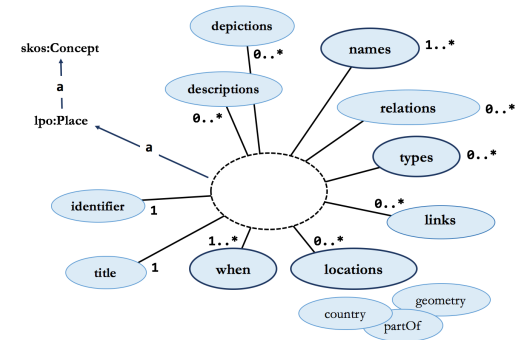 depictions
0..*
names
1..*
skos:Concept
a
descriptions
0..*
relations
0..*
lpo:Place
a
types
0..*
identifier
1
0..*
links
1..*
0..*
title
1
when
locations
geometry
country
partOf